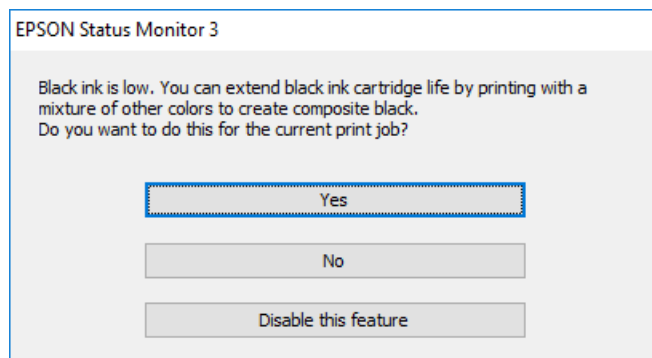 EPSON Status Monitor 3
Black ink is low. You can extend black ink cartridge life by printing with a
mixture of other colors to create composite black.
Do you want to do this for the current print job?
Yes
No
Disable this feature